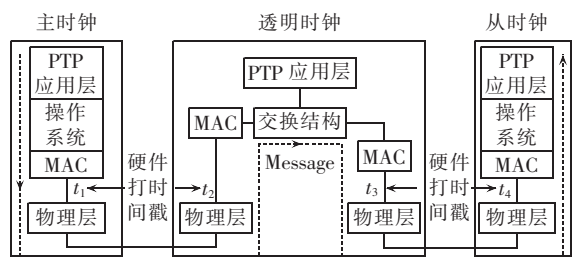 主时钟
透明时钟
从时钟
PTP
应用层
操作
系统
MAC
t1
物理层
硬件
打时
间戳
PTP 应用层
MAC
交换结构
Message
MAC
t2
t3
物理层
物理层
硬件
打时
间戳
PTP
应用层
操作
系统
MAC
t4
物理层